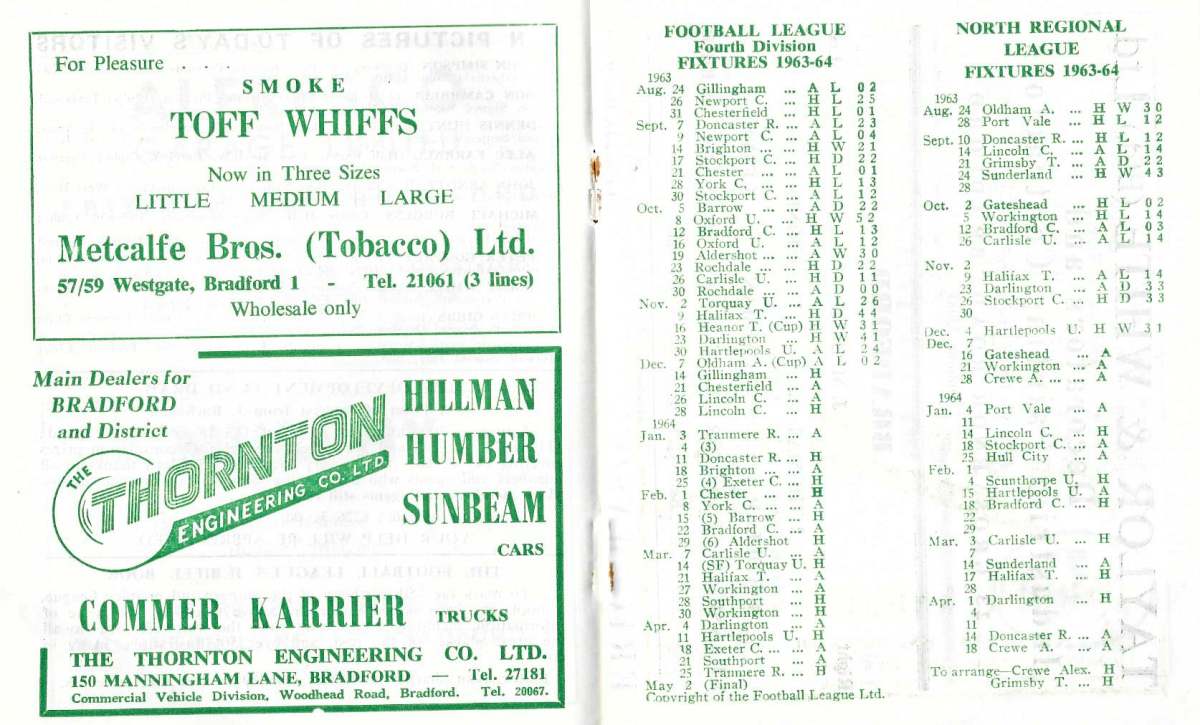 For Pleasure . . . .
SMOKE
TOFF WHIFFS
Now in Three Sizes
LITTLE MEDIUM LARGE
Metcalfe Bros. (Tobacco) Ltd.
57/59 Westgate, Bradford 1 - Tel. 21061 (3 lines)
Wholesale only
Main Dealers for
BRADFORD
and District
THE THORNTON
ENGINEERING CO. LTD.
HILLMAN
HUMBER
SUNBEAM
CARS
COMMER KARRIER TRUCKS
THE THORNTON ENGINEERING CO. LTD.
150 MANNINGHAM LANE, BRADFORD — Tel. 27181
Commercial Vehicle Division, Woodhead Road, Bradford. Tel. 20067.
FOOTBALL LEAGUE
Fourth Division
FIXTURES 1963-64
1963
Aug. 24 Gillingham ... A L 0 2
26 Newport C. ... H L 2 5
31 Chesterfield ... H L 0 1
Sept. 7 Doncaster R. ... A L 2 3
9 Newport C. ... A L 0 4
14 Brighton ... ... H W 2 1
17 Stockport C. ... H D 2 2
21 Chester ... ... A L 0 1
28 York C. ... ... H L 1 3
30 Stockport C. ... A L 1 2
Oct. 5 Barrow ... ... A D 2 2
8 Oxford U. ... H W 5 2
12 Bradford C. ... H L 1 3
16 Oxford U. ... A L 1 2
19 Aldershot ... ... A W 3 0
23 Rochdale ... ... H D 2 2
26 Carlisle U. ... H D 1 1
30 Rochdale ... ... A D 0 0
Nov. 2 Torquay U. ... A L 2 6
9 Halifax T. ... H D 4 4
16 Heanor T. (Cup) H W 3 1
23 Darlington ... H W 4 1
30 Hartlepools U. A L 2 4
Dec. 7 Oldham A. (Cup) A L 0 2
14 Gillingham ... H
21 Chesterfield ... A
26 Lincoln C. ... A
28 Lincoln C. ... H
1964
Jan. 3 Tranmere R. ... A
4 (3)
11 Doncaster R. ... H
18 Brighton ... ... A
25 (4) Exeter C. ... H
Feb. 1 Chester ... ... H
8 York C. ... ... A
15 (5) Barrow ... H
22 Bradford C. ... A
29 (6) Aldershot ... H
Mar. 7 Carlisle U. ... A
14 (SF) Torquay U. H
21 Halifax T. ... A
27 Workington ... A
28 Southport ... H
30 Workington ... H
Apr. 4 Darlington ... A
11 Hartlepools U. H
18 Exeter C. ... ... A
21 Southport ... A
25 Tranmere R. ... H
May 2 (Final)
Copyright of the Football League Ltd.
NORTH REGIONAL
LEAGUE
FIXTURES 1963-64
1963
Aug. 24 Oldham A. ... H W 3 0
28 Port Vale ... H L 1 2
Sept. 10 Doncaster R. ... H L 1 2
14 Lincoln C. ... A L 1 4
21 Grimsby T. ... A D 2 2
24 Sunderland ... H W 4 3
28
Oct. 2 Gateshead ... H L 0 2
5 Workington ... H L 1 4
12 Bradford C. ... A L 0 3
26 Carlisle U. ... A L 1 4
Nov. 2
9 Halifax T. ... A L 1 4
23 Darlington ... A D 3 3
26 Stockport C. ... H D 3 3
30
Dec. 4 Hartlepools U. H W 3 1
Dec. 7
16 Gateshead ... A
21 Workington ... A
28 Crewe A. ... ... A
1964
Jan. 4 Port Vale ... A
11
14 Lincoln C. ... H
18 Stockport C. ... A
25 Hull City ... A
Feb. 1
4 Scunthorpe U. H
15 Hartlepools U. A
18 Bradford C. ... H
22
29
Mar. 3 Carlisle U. ... H
7
14 Sunderland ... A
17 Halifax T. ... H
28
Apr. 1 Darlington ... H
4
11
14 Doncaster R. ... A
18 Crewe A. ... A
To arrange—Crewe Alex. H
Grimsby T. ... H